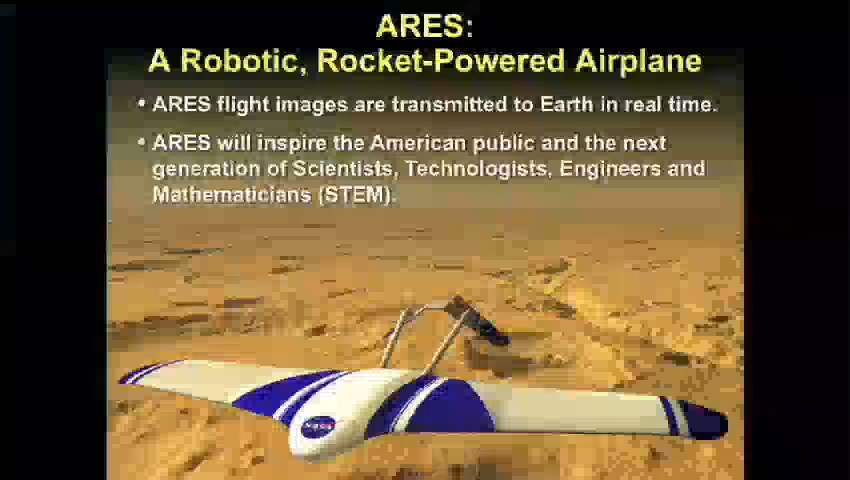 ARES:
A Robotic, Rocket-Powered Airplane
• ARES flight images are transmitted to Earth in real time.
• ARES will inspire the American public and the next
generation of Scientists, Technologists, Engineers and
Mathematicians (STEM).
NASA